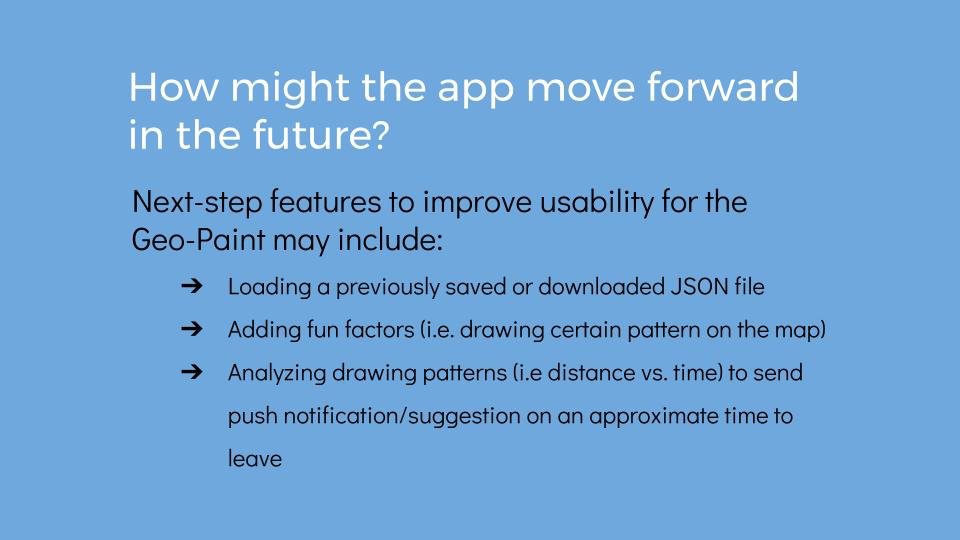 How might the app move forward
in the future?
Next-step features to improve usability for the
Geo-Paint may include:
➔ Loading a previously saved or downloaded JSON file
➔ Adding fun factors (i.e. drawing certain pattern on the map)
➔ Analyzing drawing patterns (i.e distance vs. time) to send
push notification/suggestion on an approximate time to
leave